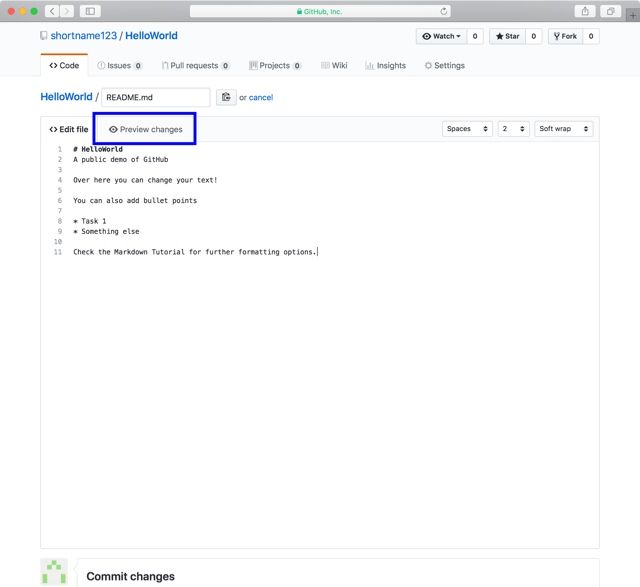 GitHub, Inc.
shortname123 / HelloWorld
Watch 0 Star 0 Fork 0
Code Issues 0 Pull requests 0 Projects 0 Wiki Insights Settings
HelloWorld / README.md or cancel
Edit file Preview changes Spaces 2 Soft wrap
1 # HelloWorld
2 A public demo of GitHub
3
4 Over here you can change your text!
5
6 You can also add bullet points
7
8 * Task 1
9 * Something else
10
11 Check the Markdown Tutorial for further formatting options.
Commit changes